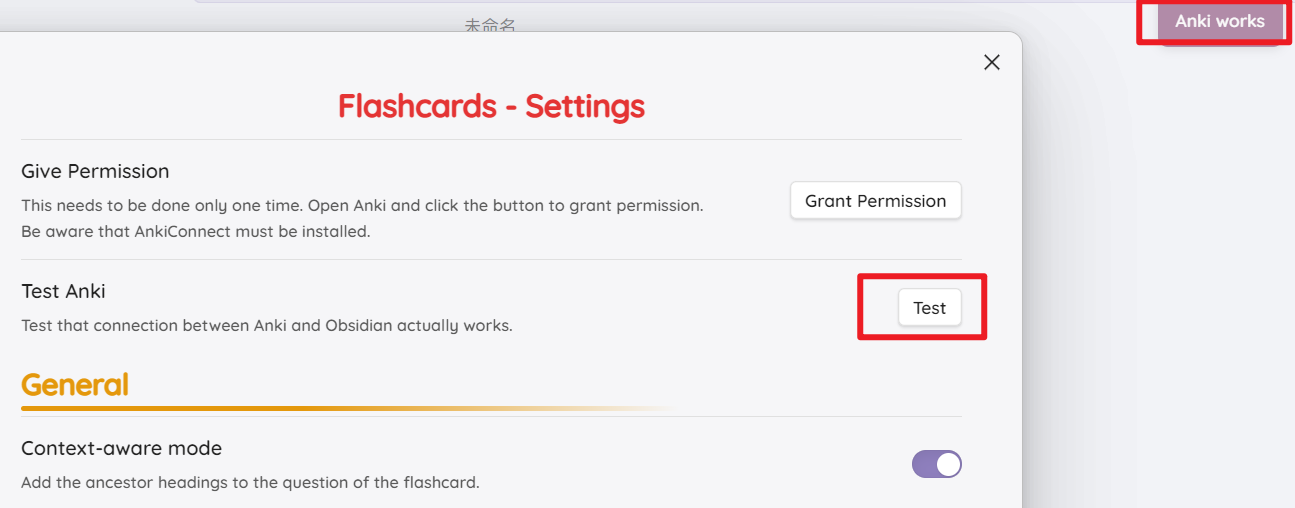 未命名
Anki works
Flashcards - Settings
Give Permission
This needs to be done only one time. Open Anki and click the button to grant permission.
Be aware that AnkiConnect must be installed.
Grant Permission
Test Anki
Test that connection between Anki and Obsidian actually works.
Test
General
Context-aware mode
Add the ancestor headings to the question of the flashcard.